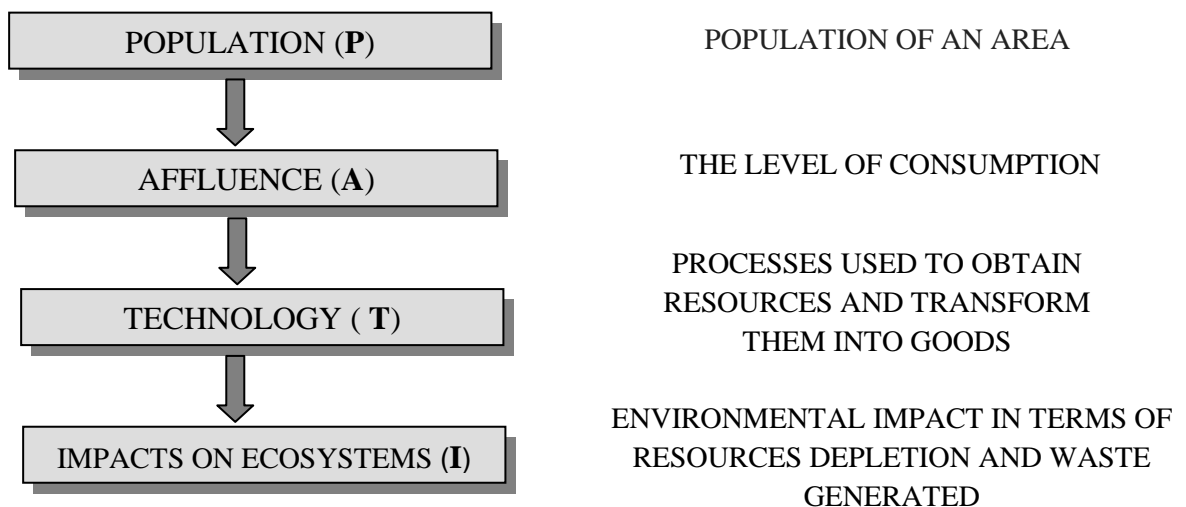 POPULATION (P)
POPULATION OF AN AREA
AFFLUENCE (A)
THE LEVEL OF CONSUMPTION
TECHNOLOGY ( T)
PROCESSES USED TO OBTAIN
RESOURCES AND TRANSFORM
THEM INTO GOODS
IMPACTS ON ECOSYSTEMS (I)
ENVIRONMENTAL IMPACT IN TERMS OF
RESOURCES DEPLETION AND WASTE
GENERATED